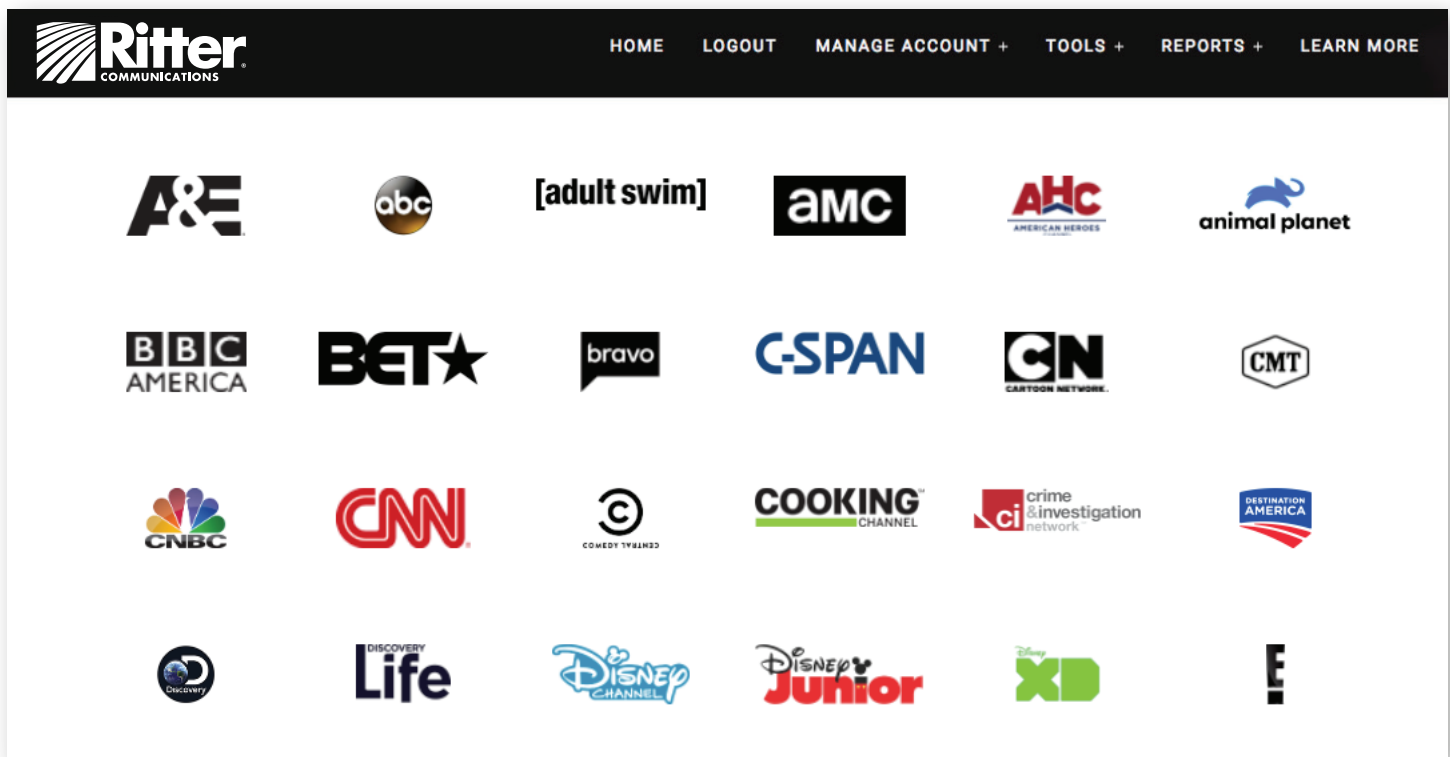 Ritter
COMMUNICATIONS
HOME LOGOUT MANAGE ACCOUNT + TOOLS + REPORTS + LEARN MORE
A&E
abc
[adult swim]
aMC
AHC
AMERICAN HEROES
animal planet
BBC
AMERICA
BET
bravo
C-SPAN
CN
CARTOON NETWORK.
CMT
CNBC
CNN
C
COMEDY CENTRAL
COOKING
CHANNEL
ci
crime
&investigation
network
DESTINATION
AMERICA
D
Discovery
DISCOVERY
Life
Disney
CHANNEL
Disney
Junior
Disney
XD
E!